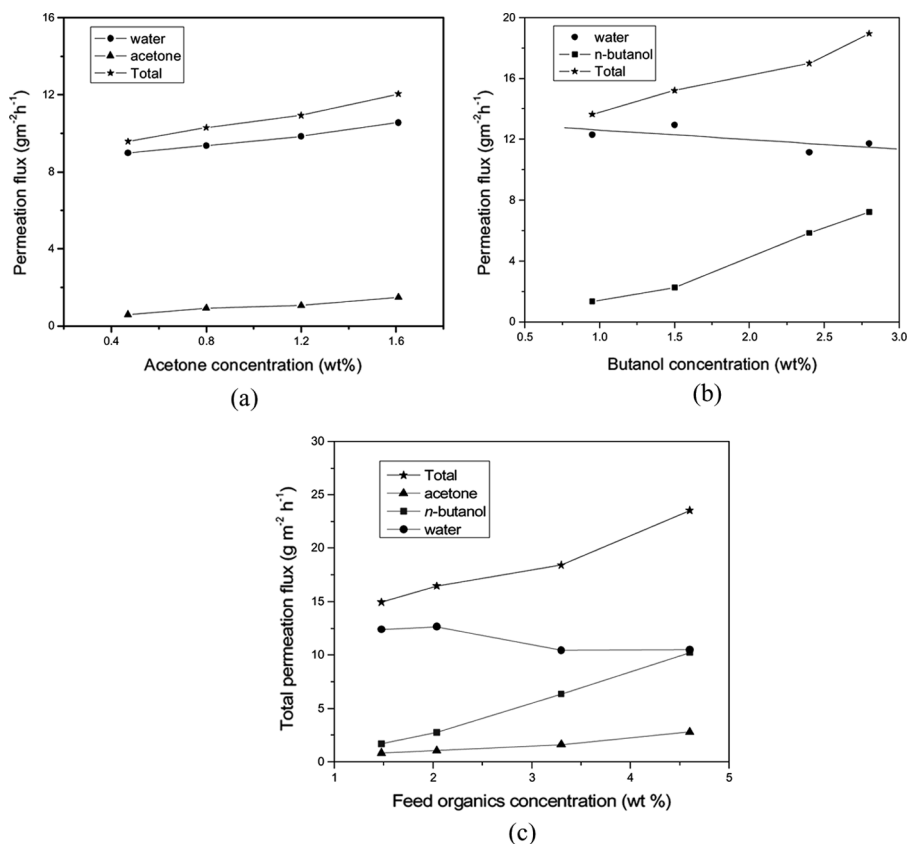 16
12
8
4
0
Permeation flux (gm-2h-1)
water
acetone
Total
0.4 0.8 1.2 1.6
Acetone concentration (wt%)
(a)
20
16
12
8
4
0
Permeation flux (gm-2h-1)
water
n-butanol
Total
0.5 1.0 1.5 2.0 2.5 3.0
Butanol concentration (wt%)
(b)
30
25
20
15
10
5
0
Total permeation flux (g m-2 h-1)
Total
acetone
n-butanol
water
1 2 3 4 5
Feed organics concentration (wt %)
(c)